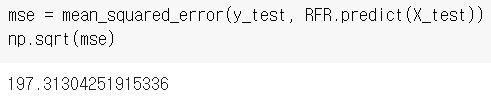 mse = mean_squared_error(y_test, RFR.predict(X_test))
np.sqrt(mse)
197.31304251915336